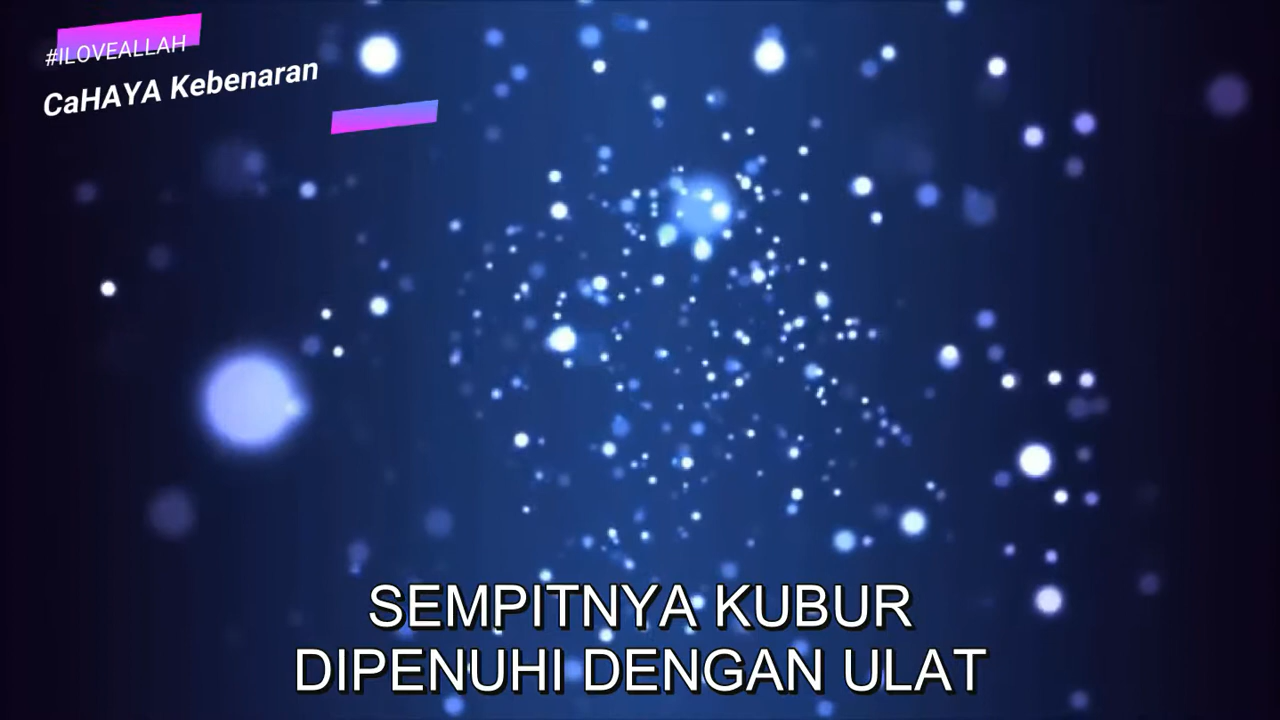 #ILOVEALLAH
CaHAYA Kebenaran
SEMPITNYA KUBUR
DIPENUHI DENGAN ULAT